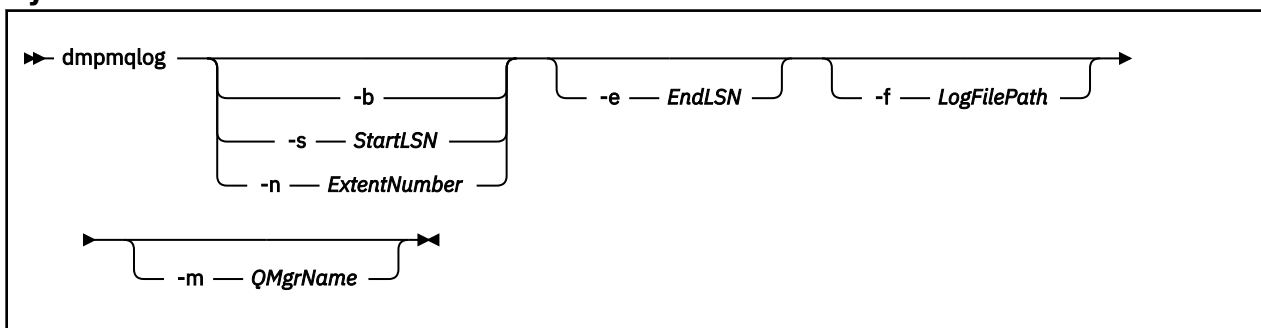 dmpmqlog
-b -e EndLSN -f LogFilePath
-s StartLSN
-n ExtentNumber
-m QMgrName